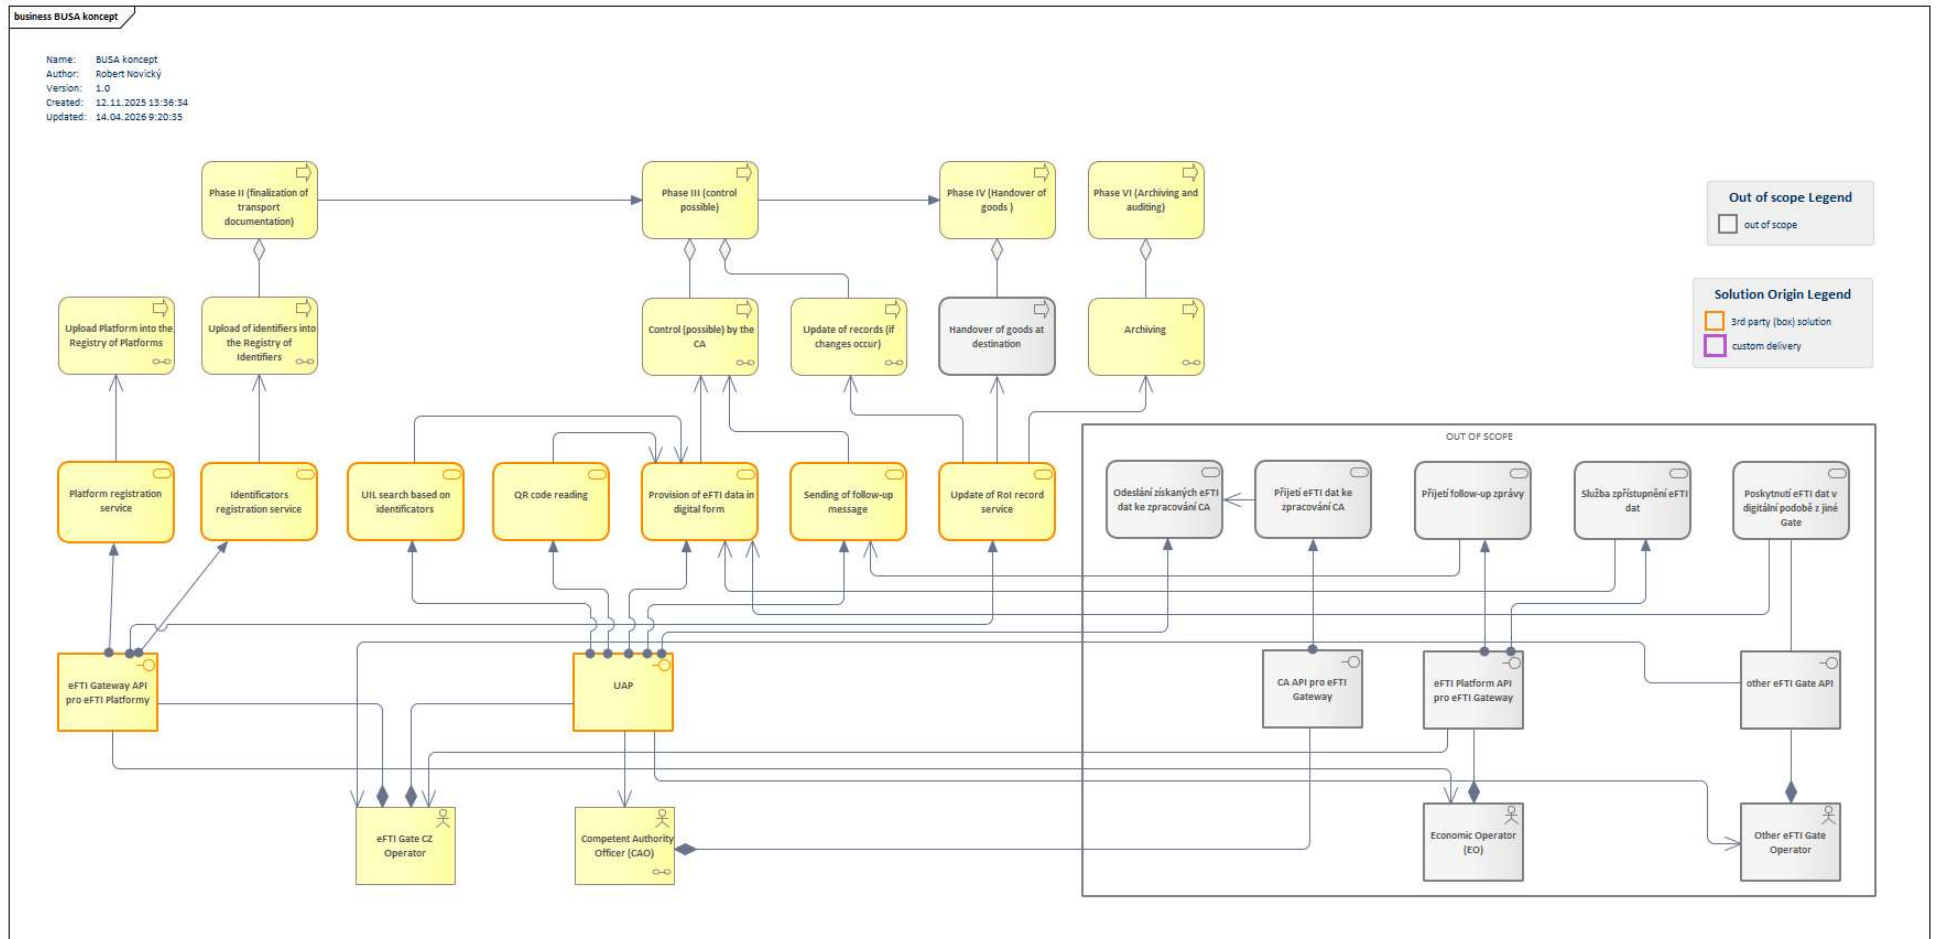 business BUSA koncept
Name: BUSA koncept
Author: Robert Novický
Version: 1.0
Created: 12.11.2025 13:36:34
Updated: 14.04.2026 9:20:35
Phase II (finalization of
transport
documentation)
Phase III (control
possible)
Phase IV (Handover of
goods )
Phase VI (Archiving and
auditing)
Out of scope Legend
out of scope
Solution Origin Legend
3rd party (box) solution
custom delivery
Upload Platform into the
Registry of Platforms
Upload of identifiers into
the Registry of
Identifiers
Control (possible) by the
CA
Update of records (if
changes occur)
Handover of goods at
destination
Archiving
OUT OF SCOPE
Platform registration
service
Identificators
registration service
UIL search based on
identificators
QR code reading
Provision of eFTI data in
digital form
Sending of follow-up
message
Update of RoI record
service
Odeslání získaných eFTI
dat ke zpracování CA
Přijetí eFTI dat ke
zpracování CA
Přijetí follow-up zprávy
Služba zpřístupnění eFTI
dat
Poskytnutí eFTI dat v
digitální podobě z jiné
Gate
eFTI Gateway API
pro eFTI Platformy
UAP
CA API pro eFTI
Gateway
eFTI Platform API
pro eFTI Gateway
other eFTI Gate API
eFTI Gate CZ
Operator
Competent Authority
Officer (CAO)
Economic Operator
(EO)
Other eFTI Gate
Operator